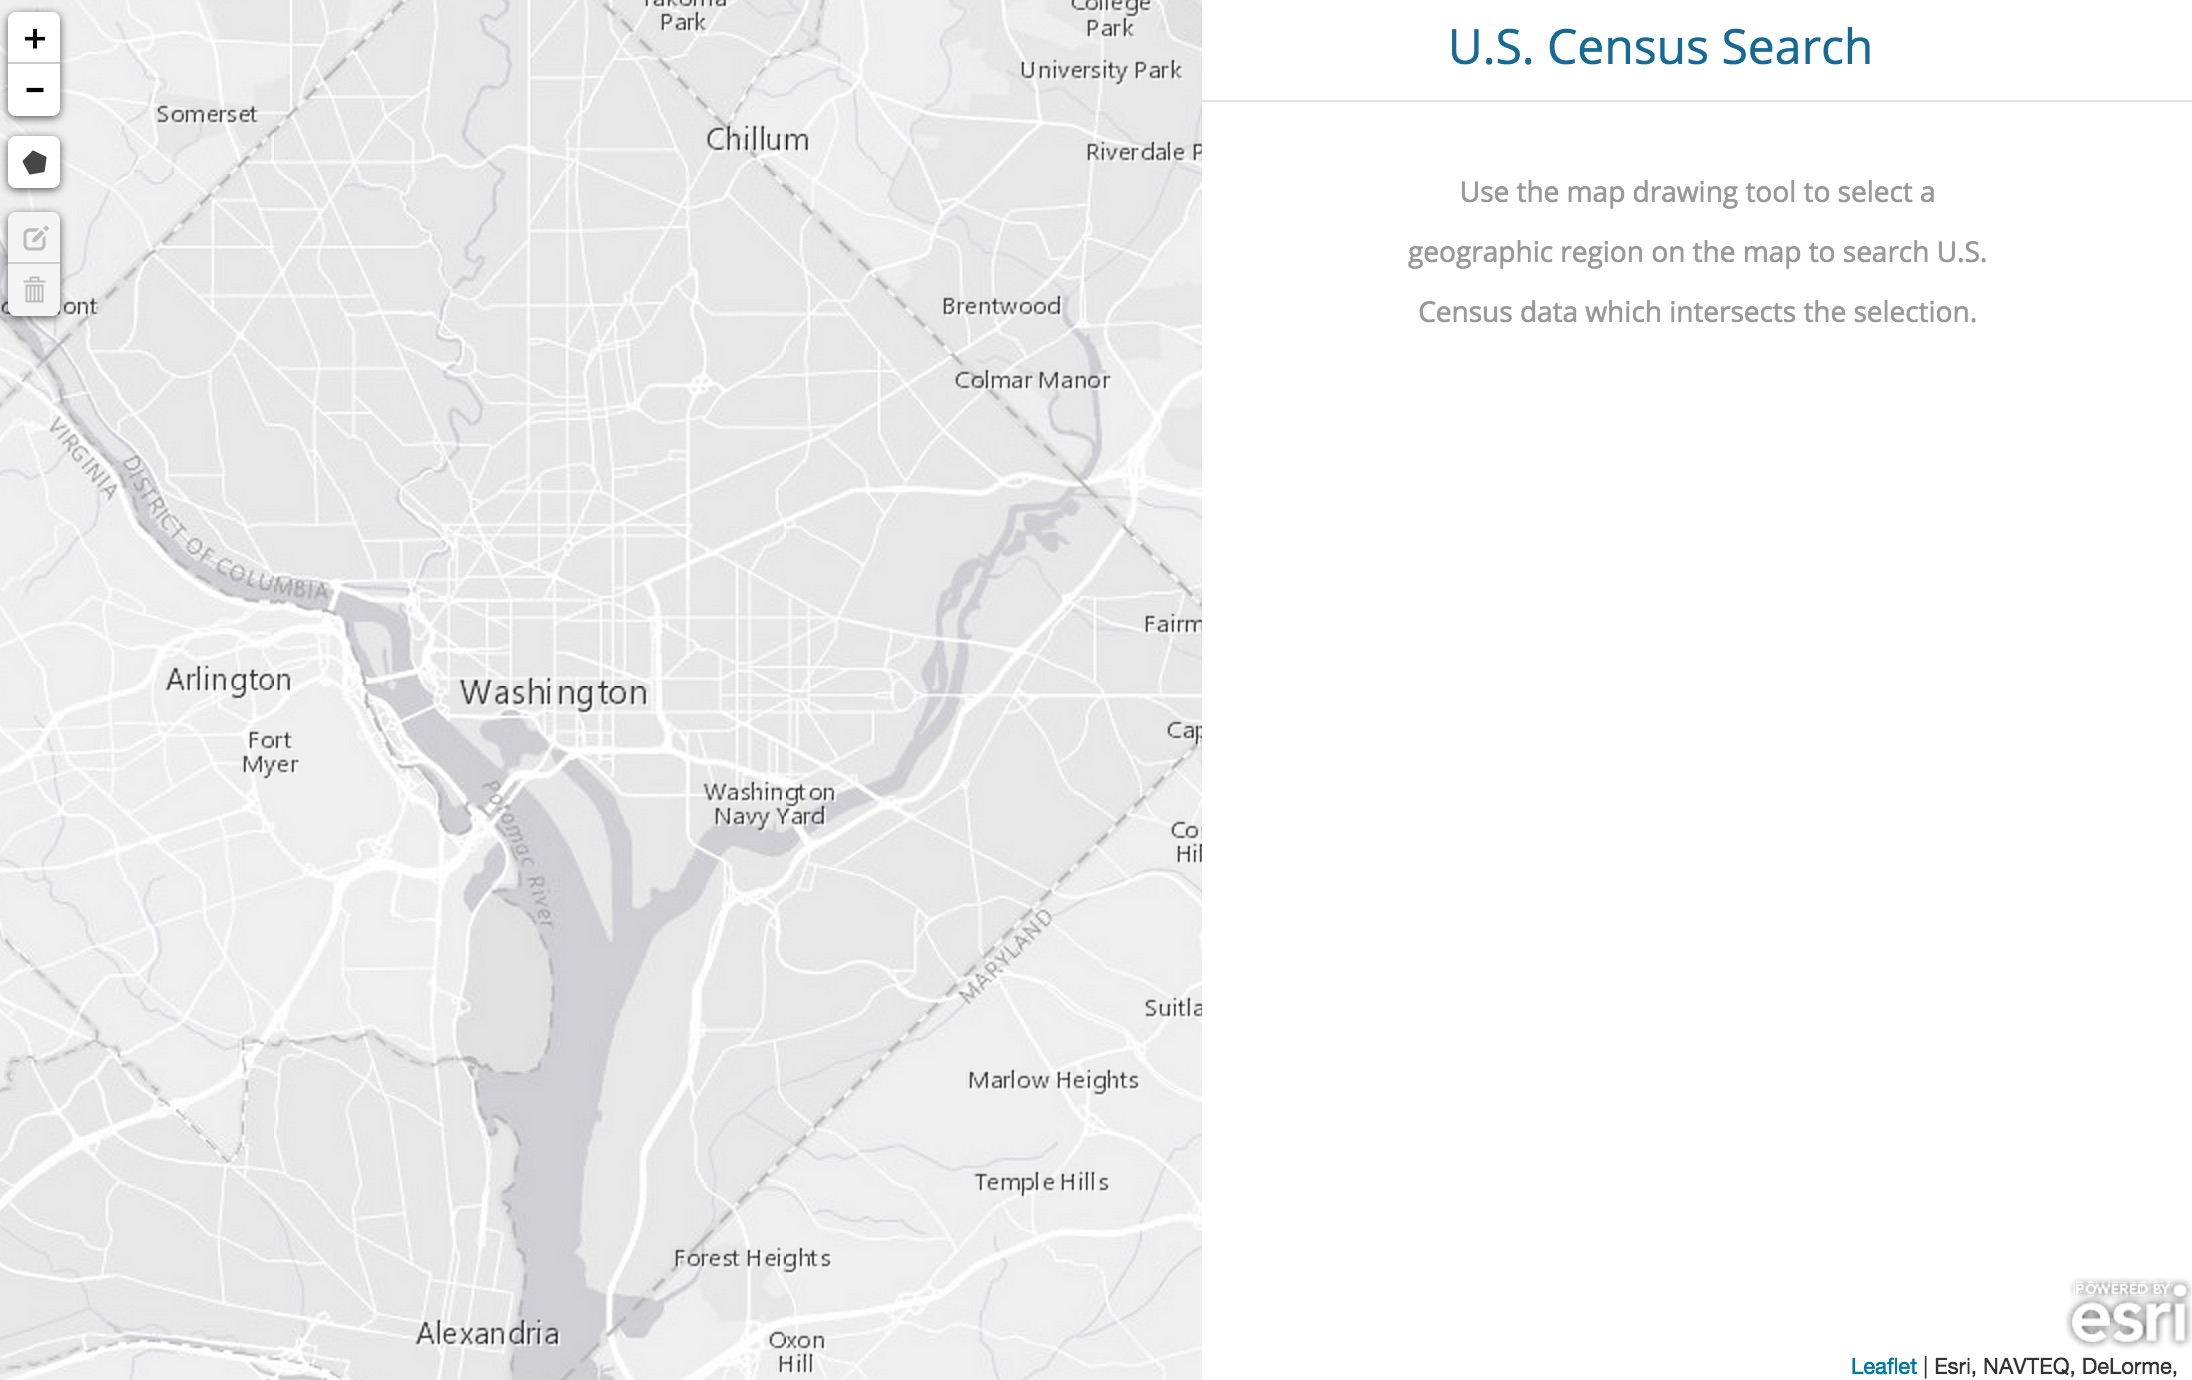 Park
College
Park
University Park
Somerset
Chillum
Riverdale P
ont
Brentwood
Colmar Manor
VIRGINIA
DISTRICT OF COLUMBIA
Fairm
Arlington
Washington
Fort
Myer
Cap
Potomac River
Washington
Navy Yard
Co
Hil
MARYLAND
Suitla
Marlow Heights
Temple Hills
Forest Heights
Alexandria
Oxon
Hill
U.S. Census Search
Use the map drawing tool to select a
geographic region on the map to search U.S.
Census data which intersects the selection.
POWERED BY
esri
Leaflet | Esri, NAVTEQ, DeLorme,